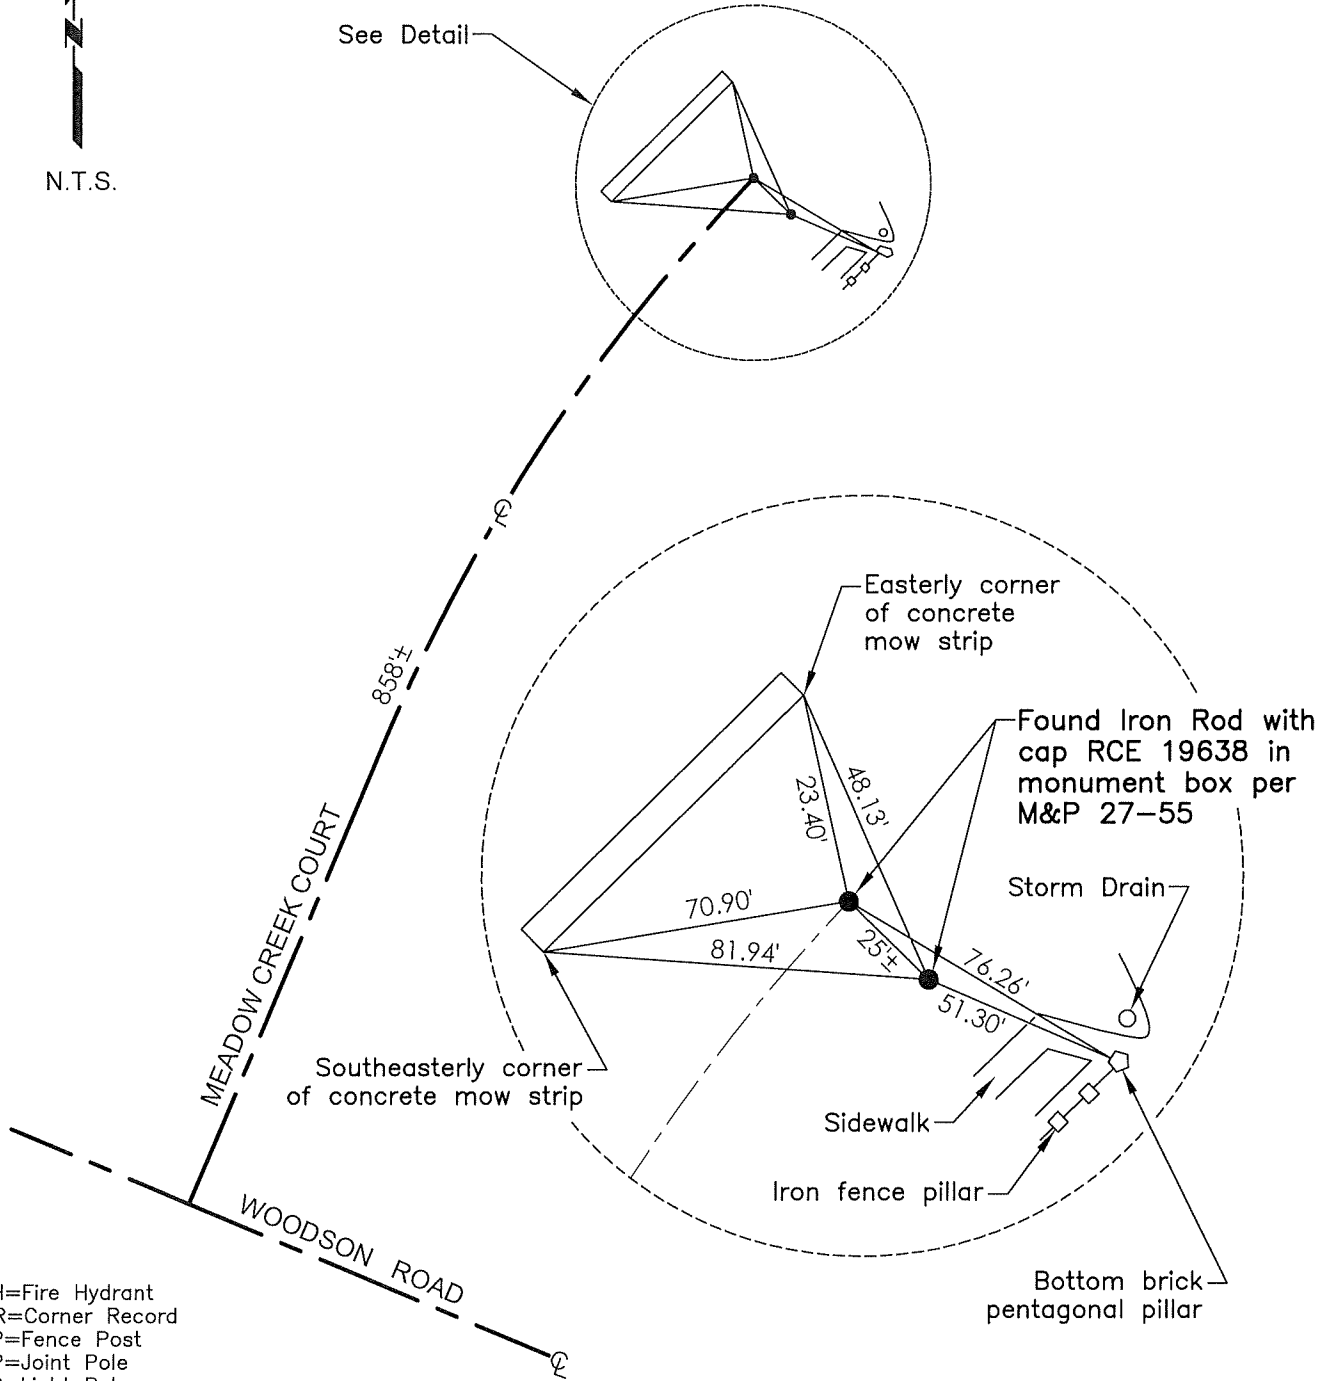 See Detail
N
N.T.S.
℄
858'±
MEADOW CREEK COURT
WOODSON ROAD
℄
Easterly corner
of concrete
mow strip
Found Iron Rod with
cap RCE 19638 in
monument box per
M&P 27-55
48.13'
23.40'
70.90'
81.94'
25'±
76.26'
51.30'
Storm Drain
Southeasterly corner
of concrete mow strip
Sidewalk
Iron fence pillar
Bottom brick
pentagonal pillar
=Fire Hydrant
=Corner Record
=Fence Post
=Joint Pole